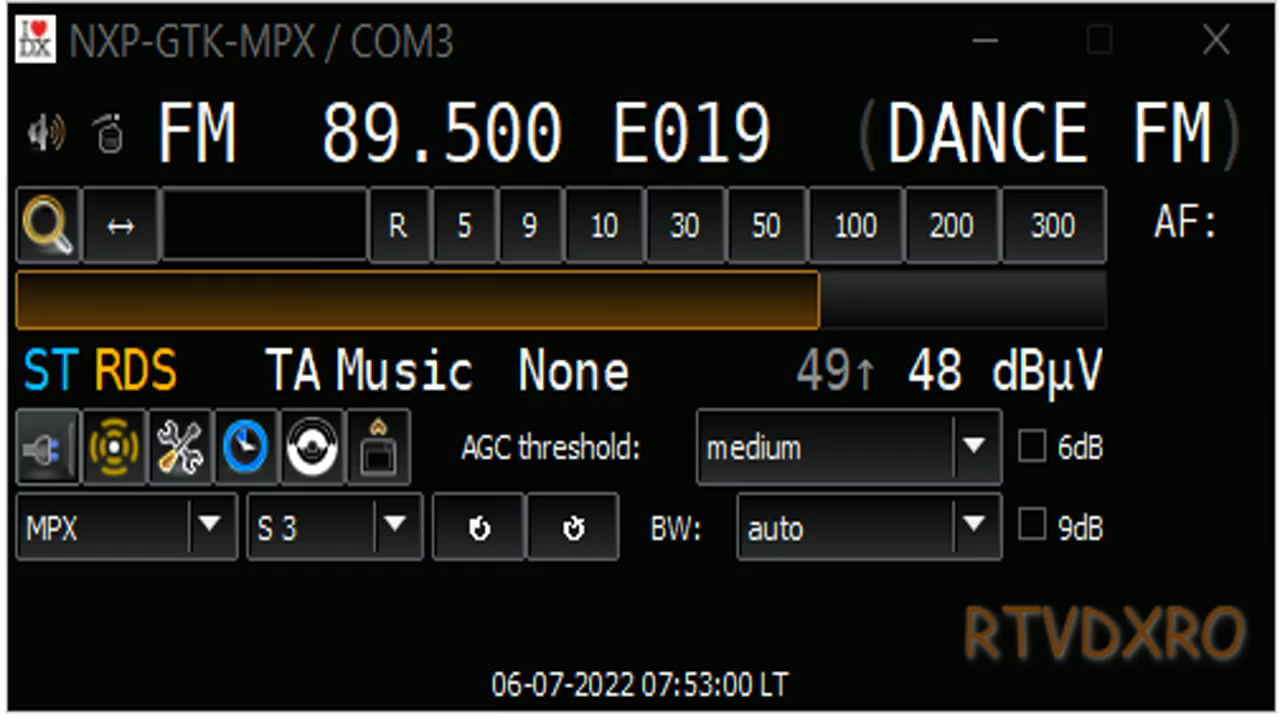 I ♥ DX NXP-GTK-MPX / COM3
FM 89.500 E019 (DANCE FM)
↔ R 5 9 10 30 50 100 200 300 AF:
ST RDS TA Music None 49↑ 48 dBµV
AGC threshold: medium 6dB
MPX S 3 BW: auto 9dB
RTVDXRO
06-07-2022 07:53:00 LT